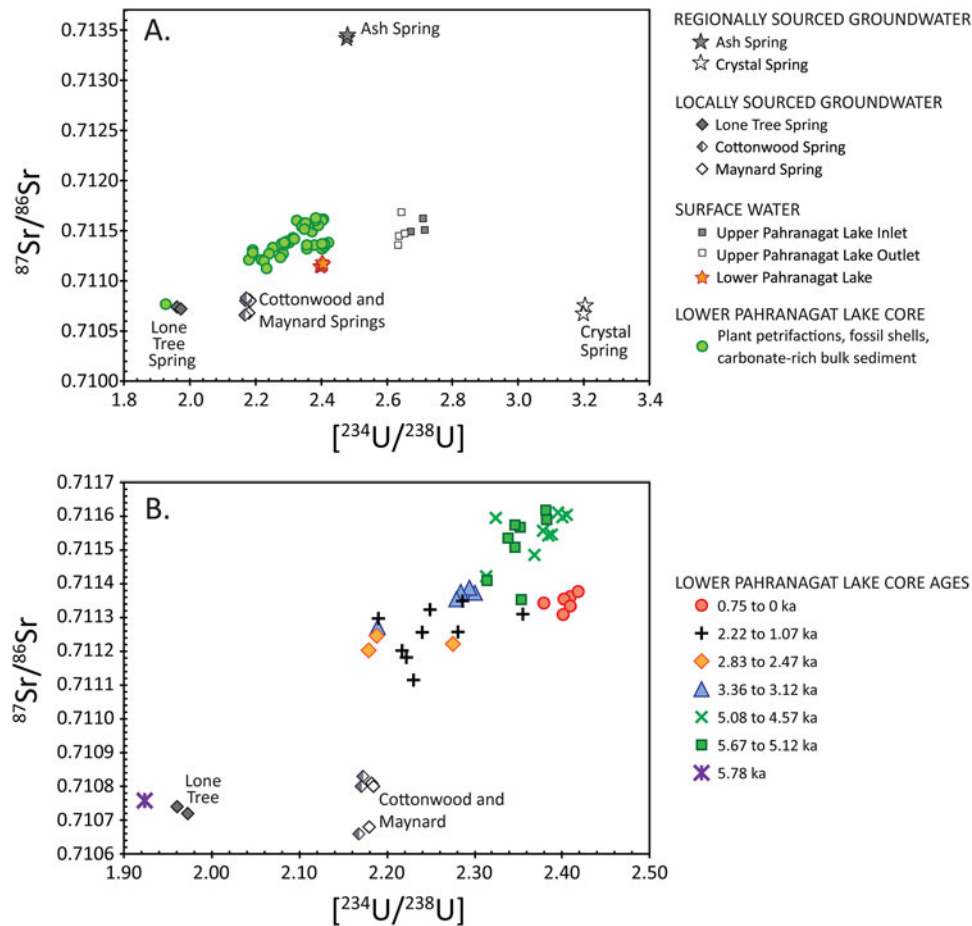 A.
Ash Spring
0.7135
0.7130
0.7125
0.7120
0.7115
0.7110
0.7105
0.7100
⁸⁷Sr/⁸⁶Sr
Lone
Tree
Spring
Cottonwood and
Maynard Springs
Crystal
Spring
1.8 2.0 2.2 2.4 2.6 2.8 3.0 3.2 3.4
[²³⁴U/²³⁸U]
REGIONALLY SOURCED GROUNDWATER
Ash Spring
Crystal Spring
LOCALLY SOURCED GROUNDWATER
Lone Tree Spring
Cottonwood Spring
Maynard Spring
SURFACE WATER
Upper Pahranagat Lake Inlet
Upper Pahranagat Lake Outlet
Lower Pahranagat Lake
LOWER PAHRANAGAT LAKE CORE
Plant petrifactions, fossil shells,
carbonate-rich bulk sediment
B.
0.7117
0.7116
0.7115
0.7114
0.7113
0.7112
0.7111
0.7110
0.7109
0.7108
0.7107
0.7106
⁸⁷Sr/⁸⁶Sr
Lone
Tree
Cottonwood and
Maynard
1.90 2.00 2.10 2.20 2.30 2.40 2.50
[²³⁴U/²³⁸U]
LOWER PAHRANAGAT LAKE CORE AGES
0.75 to 0 ka
2.22 to 1.07 ka
2.83 to 2.47 ka
3.36 to 3.12 ka
5.08 to 4.57 ka
5.67 to 5.12 ka
5.78 ka